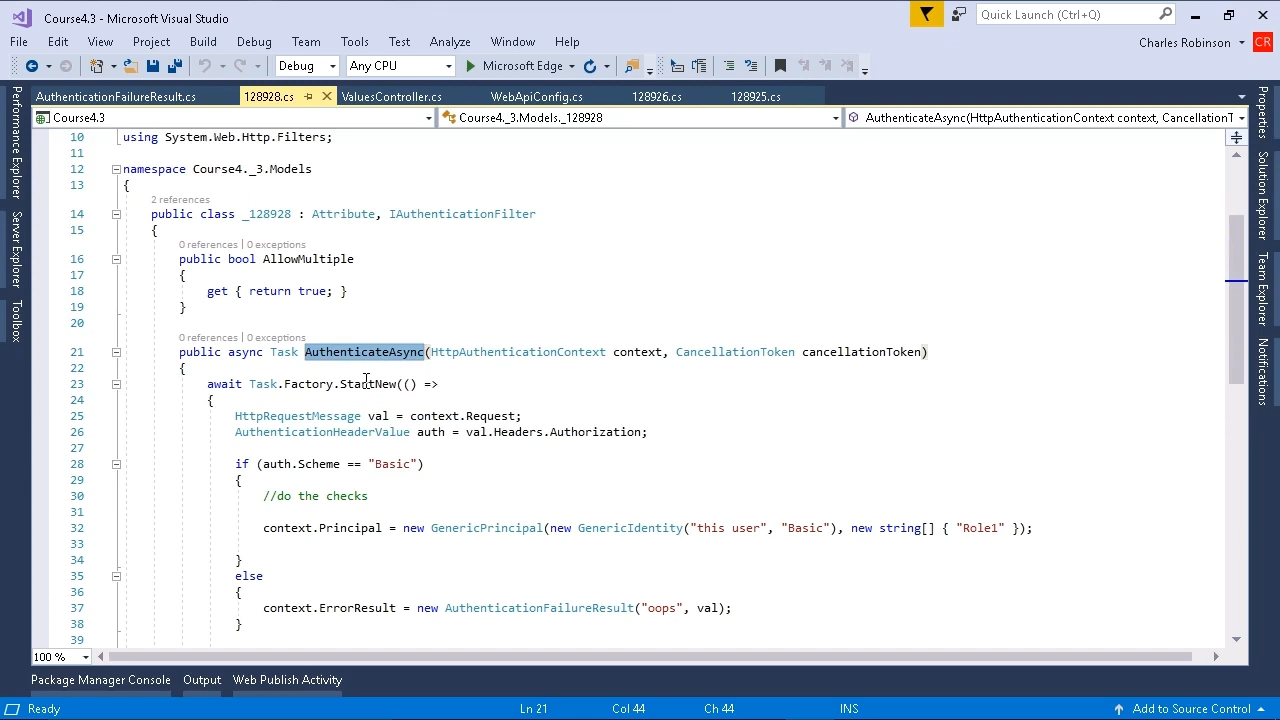 Course4.3 - Microsoft Visual Studio
Quick Launch (Ctrl+Q)
File Edit View Project Build Debug Team Tools Test Analyze Window Help
Charles Robinson CR
Debug Any CPU Microsoft Edge
AuthenticationFailureResult.cs 128928.cs ValuesController.cs WebApiConfig.cs 128926.cs 128925.cs
Course4.3 Course4._3.Models._128928 AuthenticateAsync(HttpAuthenticationContext context, CancellationT
Performance Explorer
Server Explorer
Toolbox
10 using System.Web.Http.Filters;
11
12 namespace Course4._3.Models
13 {
2 references
14 public class _128928 : Attribute, IAuthenticationFilter
15 {
0 references | 0 exceptions
16 public bool AllowMultiple
17 {
18 get { return true; }
19 }
20
0 references | 0 exceptions
21 public async Task AuthenticateAsync(HttpAuthenticationContext context, CancellationToken cancellationToken)
22 {
23 await Task.Factory.StartNew(() =>
24 {
25 HttpRequestMessage val = context.Request;
26 AuthenticationHeaderValue auth = val.Headers.Authorization;
27
28 if (auth.Scheme == "Basic")
29 {
30 //do the checks
31
32 context.Principal = new GenericPrincipal(new GenericIdentity("this user", "Basic"), new string[] { "Role1" });
33
34 }
35 else
36 {
37 context.ErrorResult = new AuthenticationFailureResult("oops", val);
38 }
39
Properties
Solution Explorer
Team Explorer
Notifications
100 %
Package Manager Console Output Web Publish Activity
Ready Ln 21 Col 44 Ch 44 INS Add to Source Control